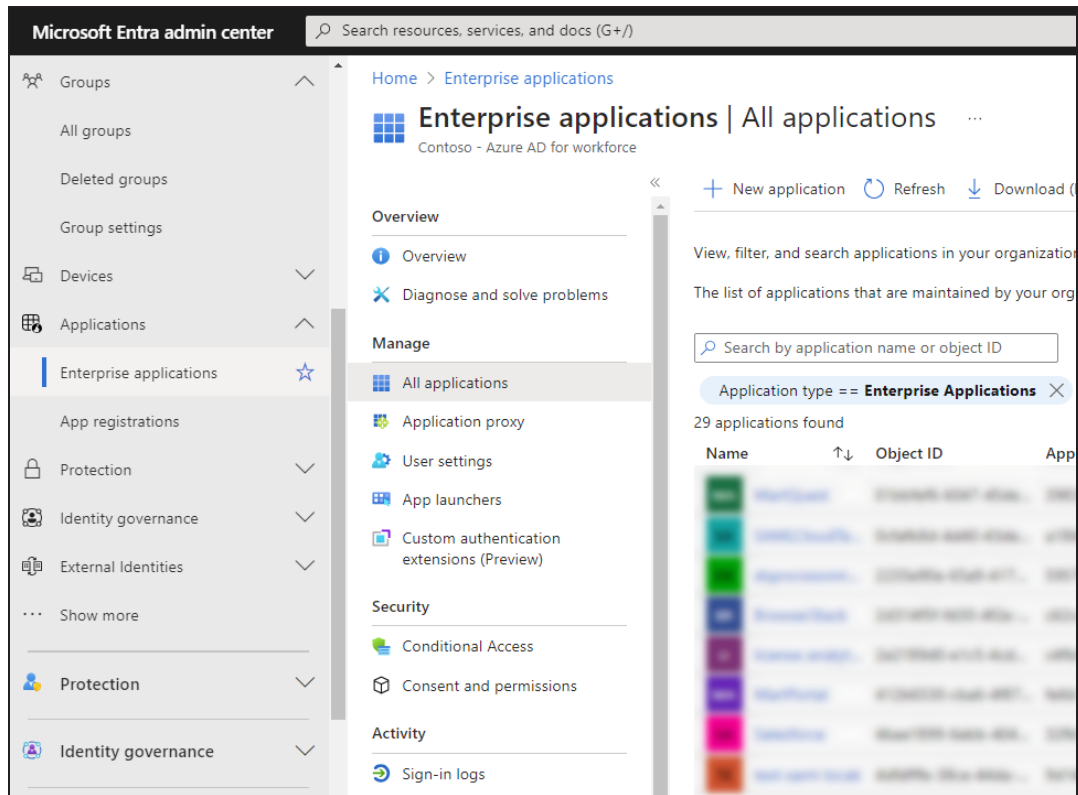 Microsoft Entra admin center
Search resources, services, and docs (G+/)
Groups
All groups
Deleted groups
Group settings
Devices
Applications
Enterprise applications
App registrations
Protection
Identity governance
External Identities
Show more
Protection
Identity governance
Home > Enterprise applications
Enterprise applications | All applications ...
Contoso - Azure AD for workforce
Overview
Overview
Diagnose and solve problems
Manage
All applications
Application proxy
User settings
App launchers
Custom authentication
extensions (Preview)
Security
Conditional Access
Consent and permissions
Activity
Sign-in logs
New application Refresh Download (
View, filter, and search applications in your organization
The list of applications that are maintained by your org
Search by application name or object ID
Application type == Enterprise Applications
29 applications found
Name Object ID App